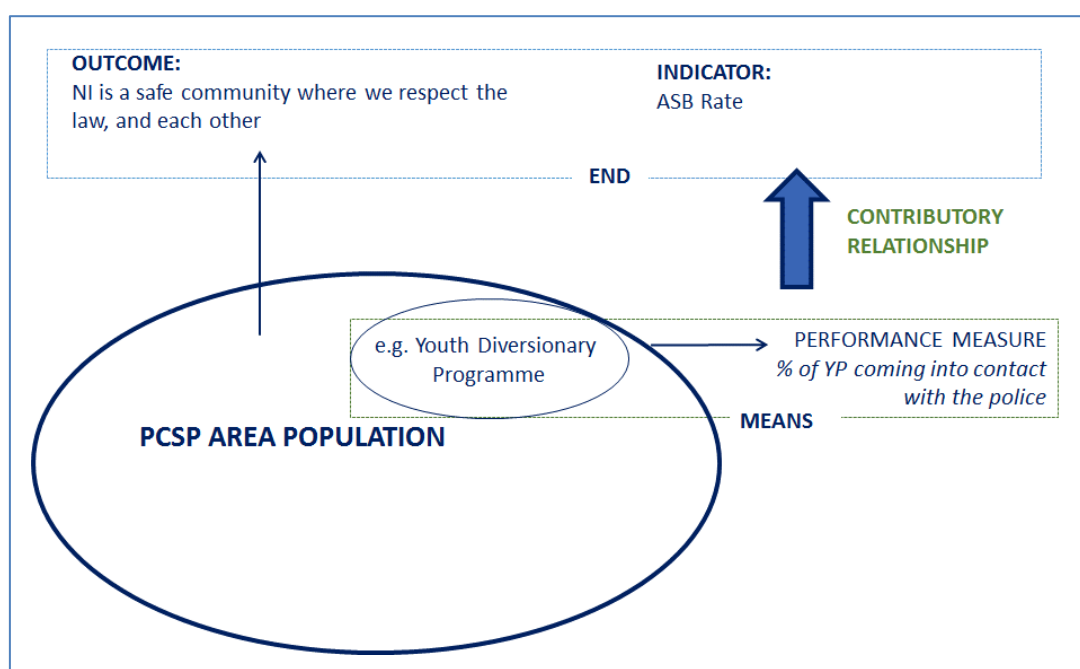 OUTCOME:
NI is a safe community where we respect the
law, and each other
INDICATOR:
ASB Rate
END
CONTRIBUTORY
RELATIONSHIP
e.g. Youth Diversionary
Programme
PERFORMANCE MEASURE
% of YP coming into contact
with the police
MEANS
PCSP AREA POPULATION